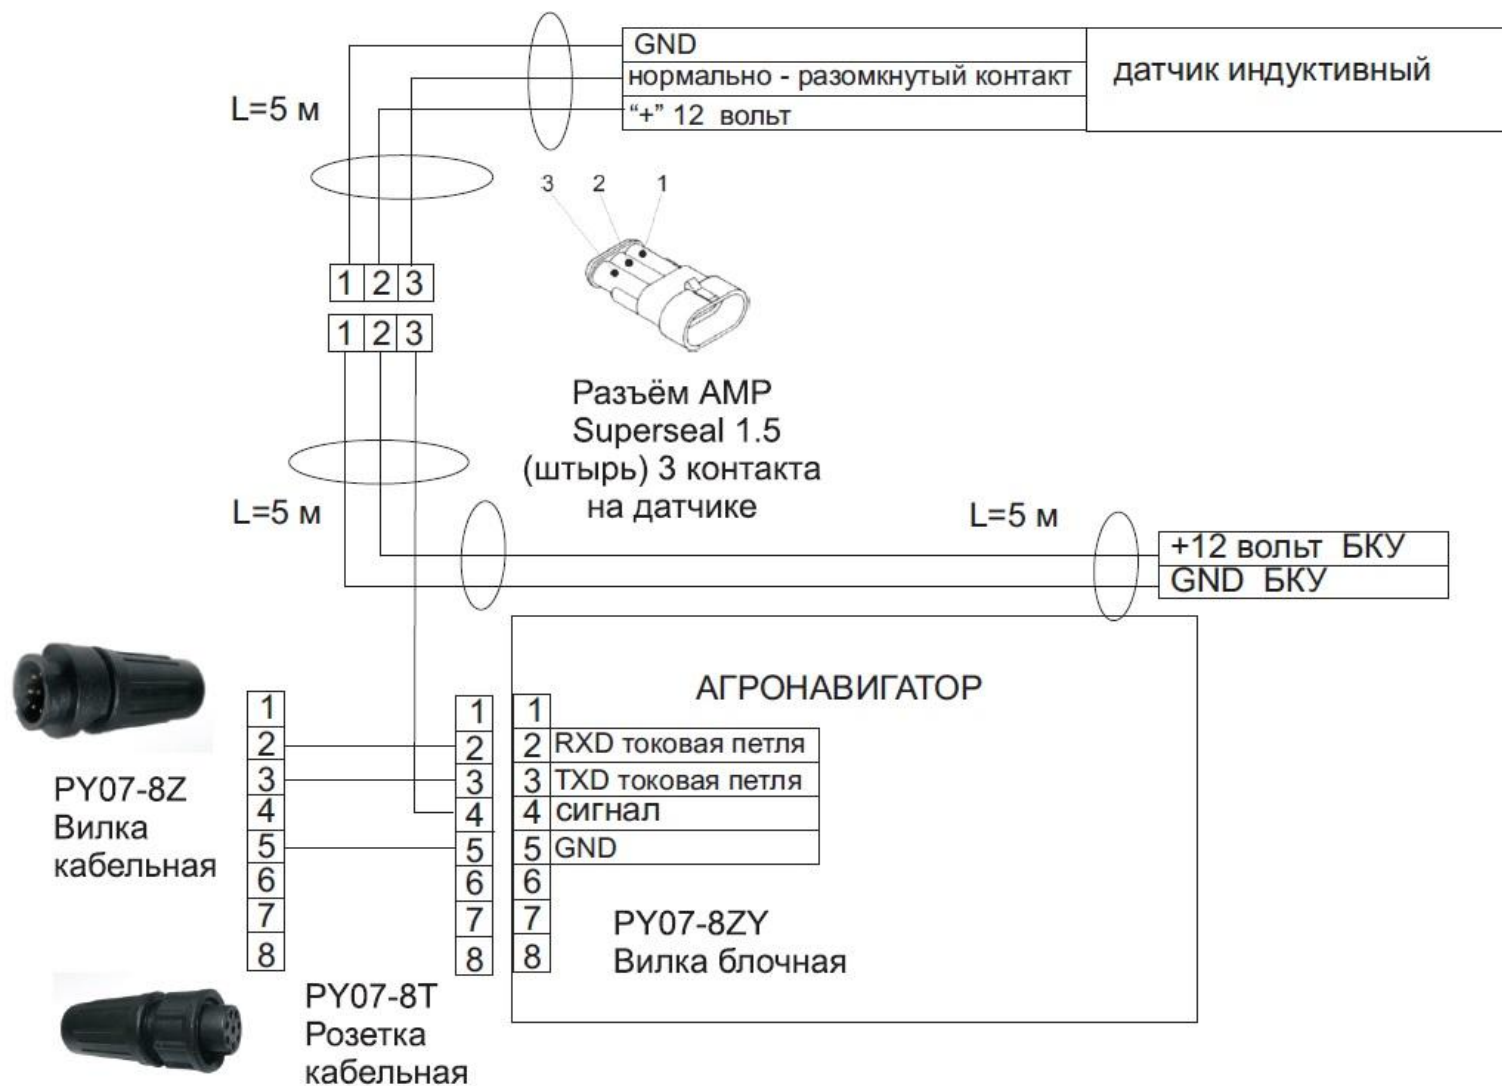 GND
нормально - разомкнутый контакт
“+” 12 вольт
датчик индуктивный
L=5 м
3 2 1
1 2 3
1 2 3
Разъём AMP
Superseal 1.5
(штырь) 3 контакта
на датчике
L=5 м
L=5 м
+12 вольт БКУ
GND БКУ
АГРОНАВИГАТОР
1
2
3
4
5
6
7
8
1
2
3
4
5
6
7
8
1
2 RXD токовая петля
3 TXD токовая петля
4 сигнал
5 GND
6
7
8
PY07-8Z
Вилка
кабельная
PY07-8ZY
Вилка блочная
PY07-8T
Розетка
кабельная